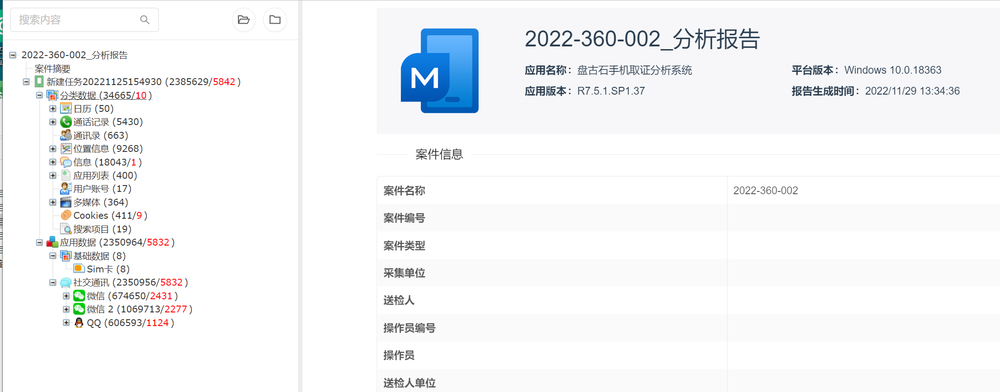 搜索内容
2022-360-002_分析报告
案件摘要
新建任务20221125154930 (2385629/5842)
分类数据 (34665/10)
日历 (50)
通话记录 (5430)
通讯录 (663)
位置信息 (9268)
信息 (18043/1)
应用列表 (400)
用户账号 (17)
多媒体 (364)
Cookies (411/9)
搜索项目 (19)
应用数据 (2350964/5832)
基础数据 (8)
Sim卡 (8)
社交通讯 (2350956/5832)
微信 (674650/2431)
微信 2 (1069713/2277)
QQ (606593/1124)
M
2022-360-002_分析报告
应用名称： 盘古石手机取证分析系统
平台版本： Windows 10.0.18363
应用版本： R7.5.1.SP1.37
报告生成时间： 2022/11/29 13:34:36
案件信息
案件名称 2022-360-002
案件编号
案件类型
采集单位
送检人
操作员编号
操作员
送检人单位